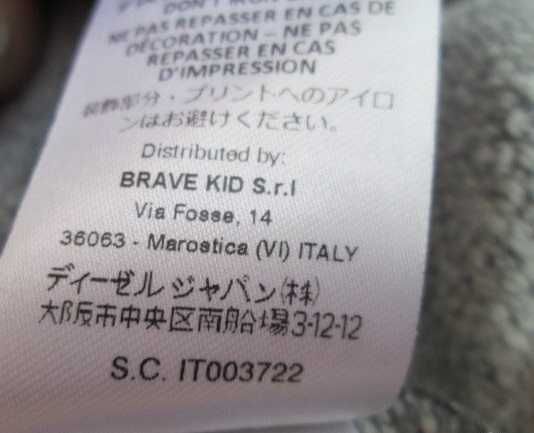 DON'T IRON
NE PAS REPASSER EN CAS DE
DÉCORATION – NE PAS
REPASSER EN CAS
D'IMPRESSION
装飾部分・プリントへのアイロ
ンはお避けください。
Distributed by:
BRAVE KID S.r.l
Via Fosse, 14
36063 - Marostica (VI) ITALY
ディーゼル ジャパン(株)
大阪市中央区南船場3-12-12
S.C. IT003722